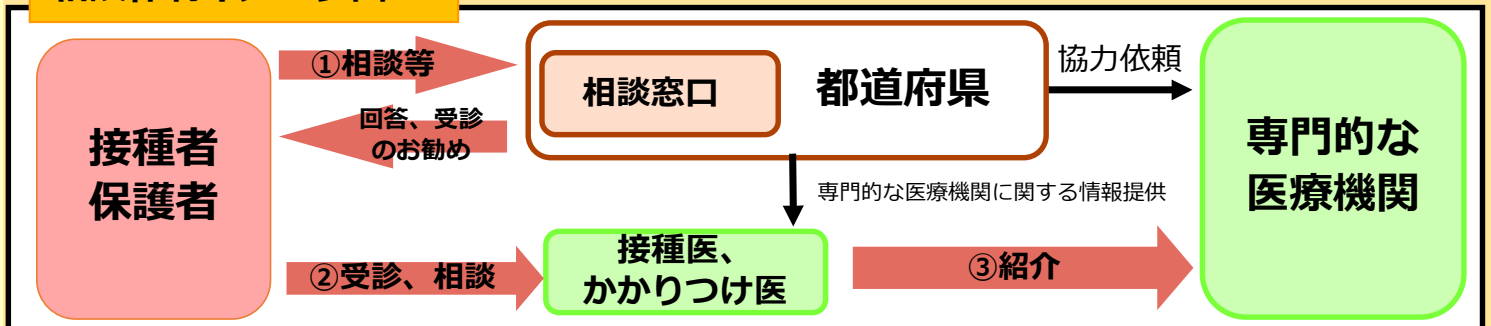 ①相談等
相談窓口
都道府県
協力依頼
回答、受診
のお勧め
接種者
保護者
専門的な
医療機関
専門的な医療機関に関する情報提供
接種医、
かかりつけ医
②受診、相談
③紹介